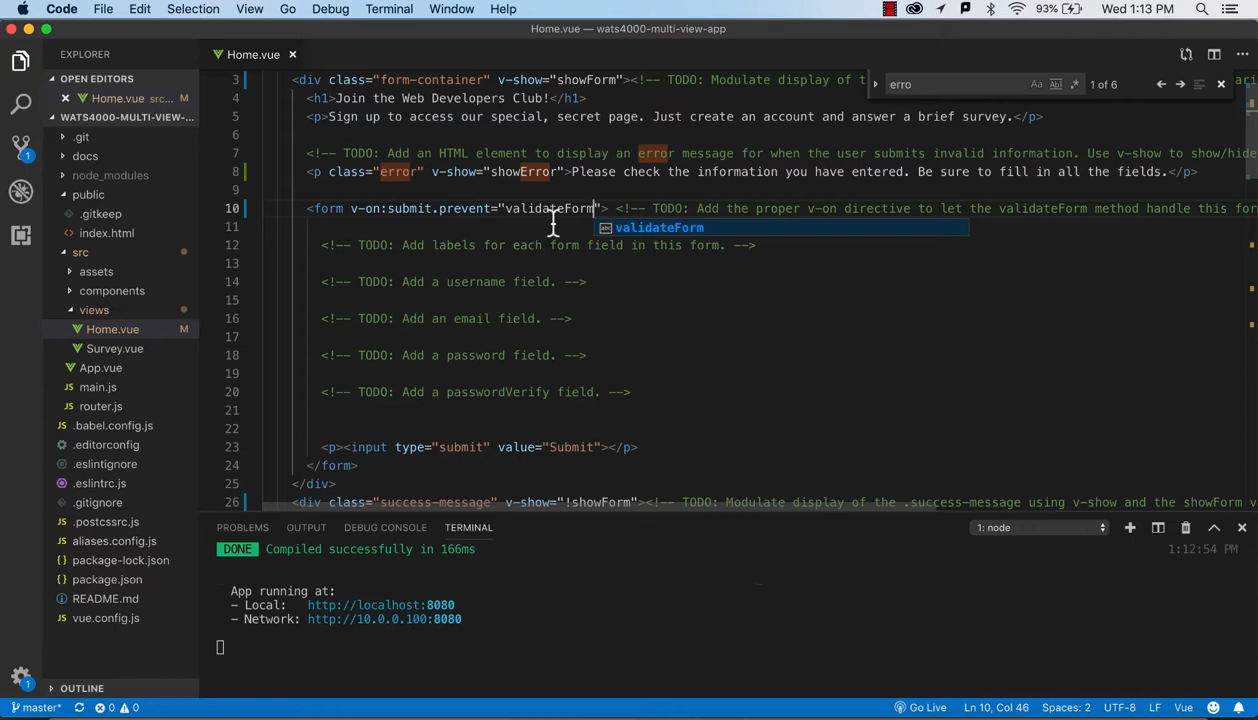 Code File Edit Selection View Go Debug Terminal Window Help 93% Wed 1:13 PM
Home.vue — wats4000-multi-view-app
EXPLORER
OPEN EDITORS
Home.vue src... M
WATS4000-MULTI-VIEW-...
.git
docs
node_modules
public
.gitkeep
index.html
src
assets
components
views
Home.vue M
Survey.vue
App.vue
JS main.js
JS router.js
.babel.config.js
.editorconfig
.eslintignore
.eslintrc.js
.gitignore
.postcssrc.js
JS aliases.config.js
package-lock.json
package.json
README.md
JS vue.config.js
OUTLINE
1
1
Home.vue
erro Aa Abl .* 1 of 6
3 <div class="form-container" v-show="showForm"><!-- TODO: Modulate display of t
4 <h1>Join the Web Developers Club!</h1>
5 <p>Sign up to access our special, secret page. Just create an account and answer a brief survey.</p>
6
7 <!-- TODO: Add an HTML element to display an error message for when the user submits invalid information. Use v-show to show/hide
8 <p class="error" v-show="showError">Please check the information you have entered. Be sure to fill in all the fields.</p>
9
10 <form v-on:submit.prevent="validateForm"> <!-- TODO: Add the proper v-on directive to let the validateForm method handle this for
abc validateForm
11
12 <!-- TODO: Add labels for each form field in this form. -->
13
14 <!-- TODO: Add a username field. -->
15
16 <!-- TODO: Add an email field. -->
17
18 <!-- TODO: Add a password field. -->
19
20 <!-- TODO: Add a passwordVerify field. -->
21
22
23 <p><input type="submit" value="Submit"></p>
24 </form>
25 </div>
26 <div class="success-message" v-show="!showForm"><!-- TODO: Modulate display of the .success-message using v-show and the showForm v
PROBLEMS OUTPUT DEBUG CONSOLE TERMINAL 1: node
DONE Compiled successfully in 166ms 1:12:54 PM
App running at:
- Local: http://localhost:8080
- Network: http://10.0.0.100:8080
master* 0 0 Go Live Ln 10, Col 46 Spaces: 2 UTF-8 LF Vue